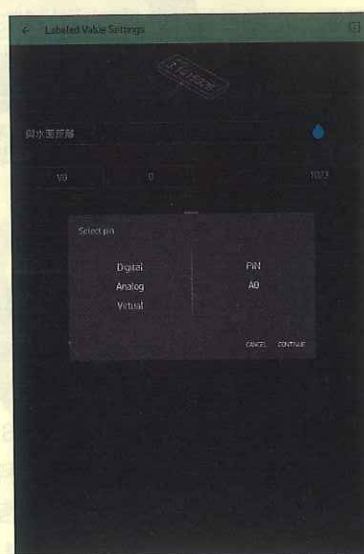 ← Labeled Value Settings
與水面距離
V0 0 1023
Select pin
Digital PIN
Analog A0
Virtual
CANCEL CONTINUE